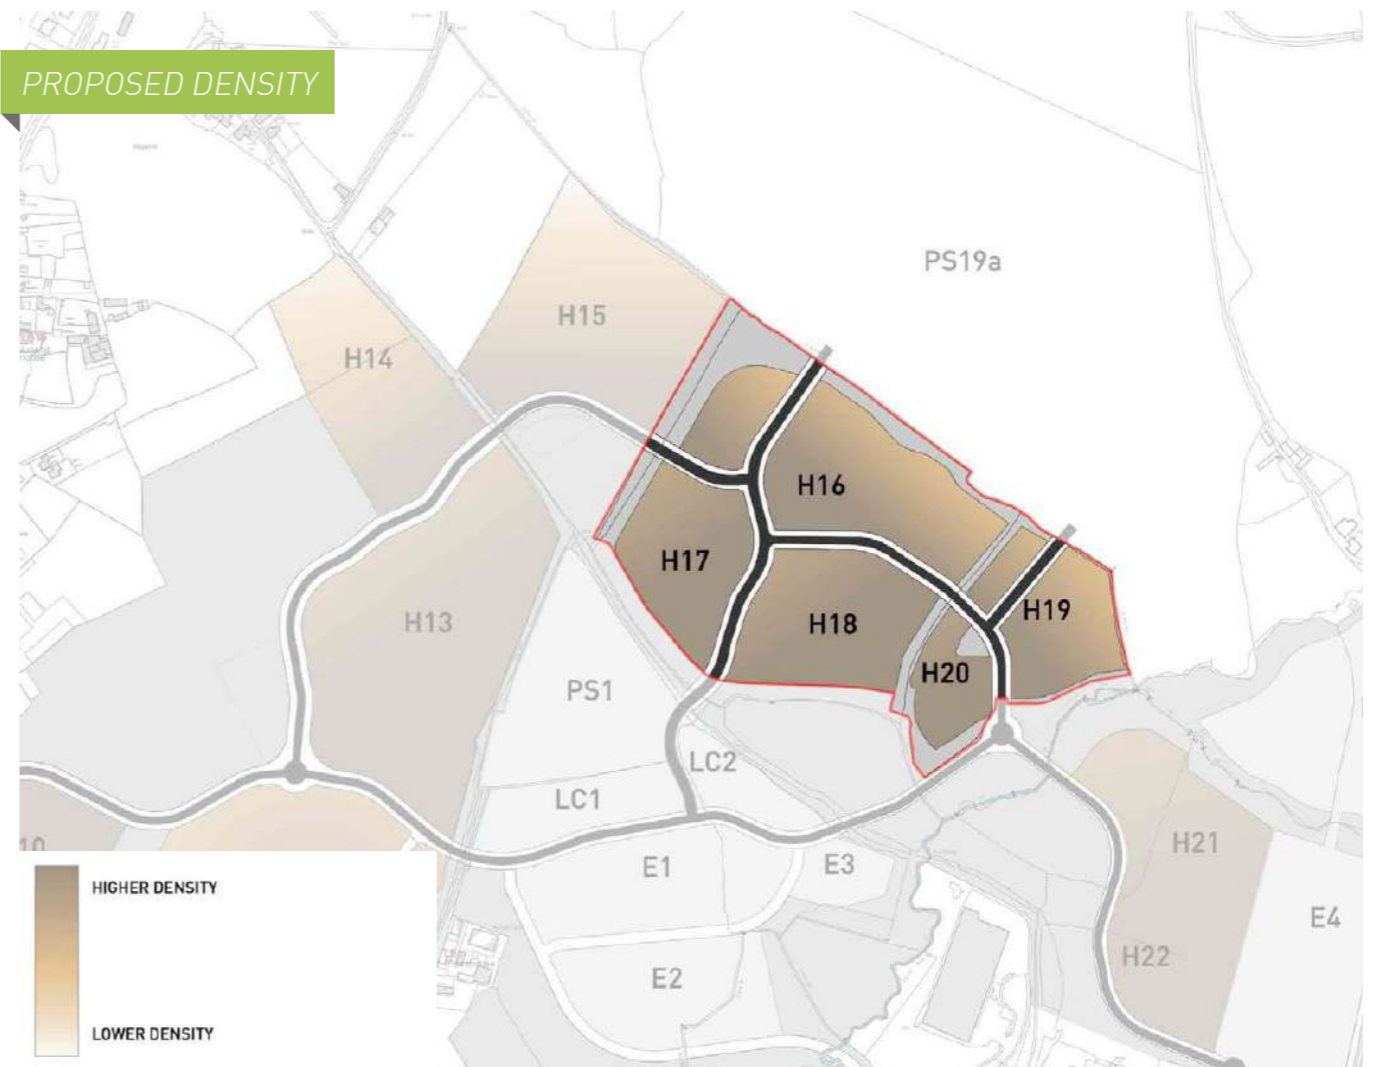 PROPOSED DENSITY
PS19a
H15
H14
H16
H17
H19
H13
H18
H20
PS1
LC2
LC1
10
H21
E1
E3
E4
H22
E2
HIGHER DENSITY
LOWER DENSITY